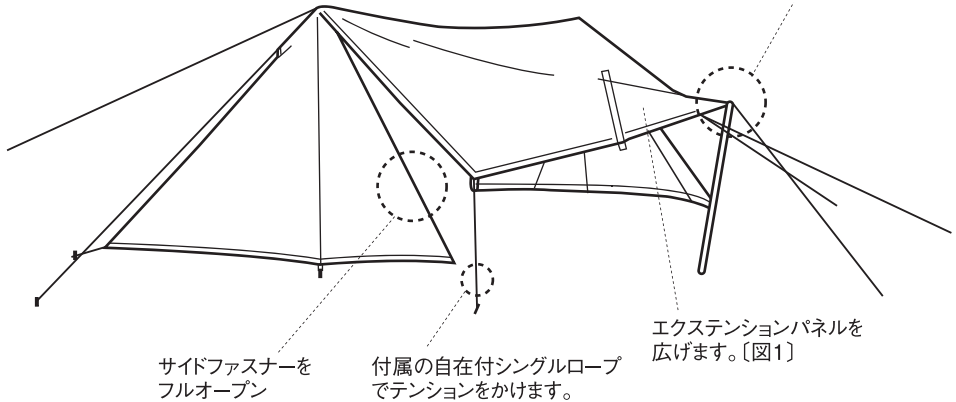 サイドファスナーを
フルオープン
付属の自在付シングルロープ
でテンションをかけます。
エクステンションパネルを
広げます。〔図1〕